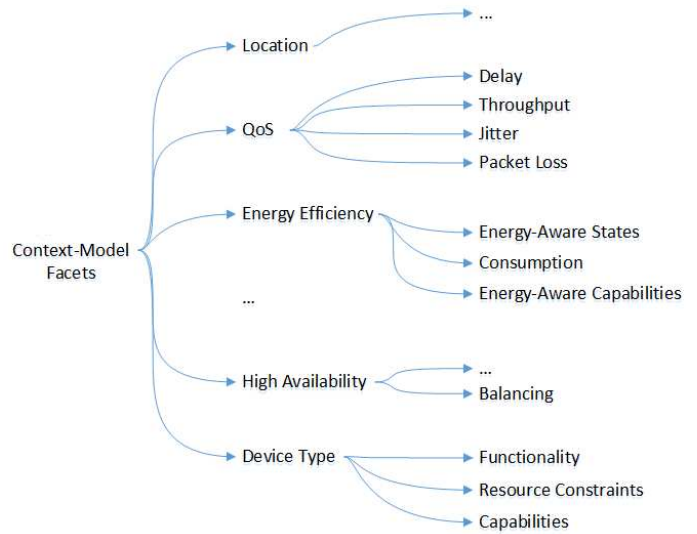 ...
Location
Delay
Throughput
QoS
Jitter
Packet Loss
Energy Efficiency
Energy-Aware States
Context-Model
Facets
Consumption
Energy-Aware Capabilities
...
...
High Availability
Balancing
Device Type
Functionality
Resource Constraints
Capabilities